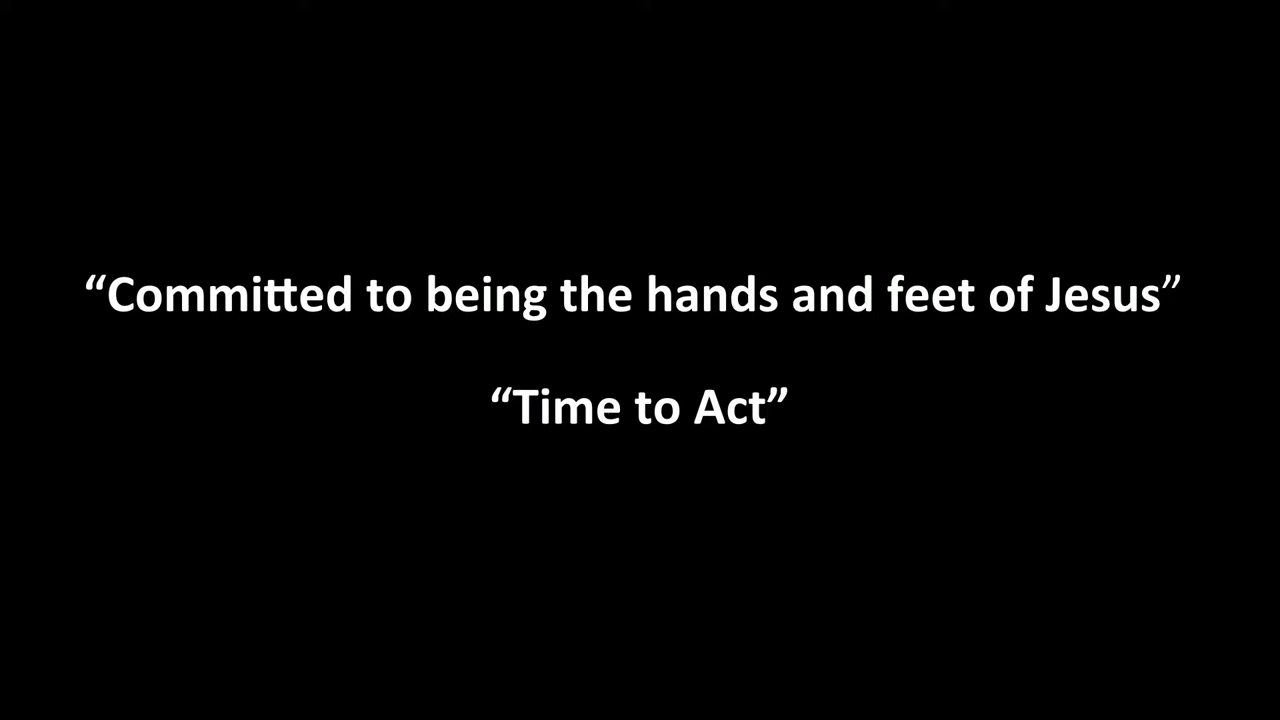 “Committed to being the hands and feet of Jesus”
“Time to Act”